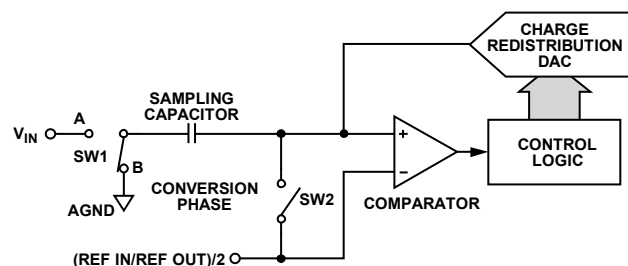 CHARGE
REDISTRIBUTION
DAC
SAMPLING
CAPACITOR
A
VIN
SW1
B
AGND
CONVERSION
PHASE
SW2
+
−
COMPARATOR
CONTROL
LOGIC
(REF IN/REF OUT)/2